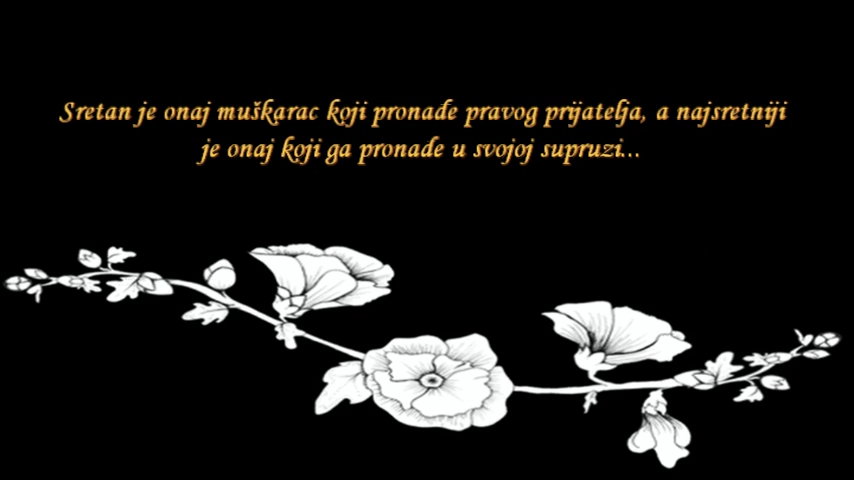 Sretan je onaj muškarac koji pronađe pravog prijatelja, a najsretniji
je onaj koji ga pronađe u svojoj supruzi...